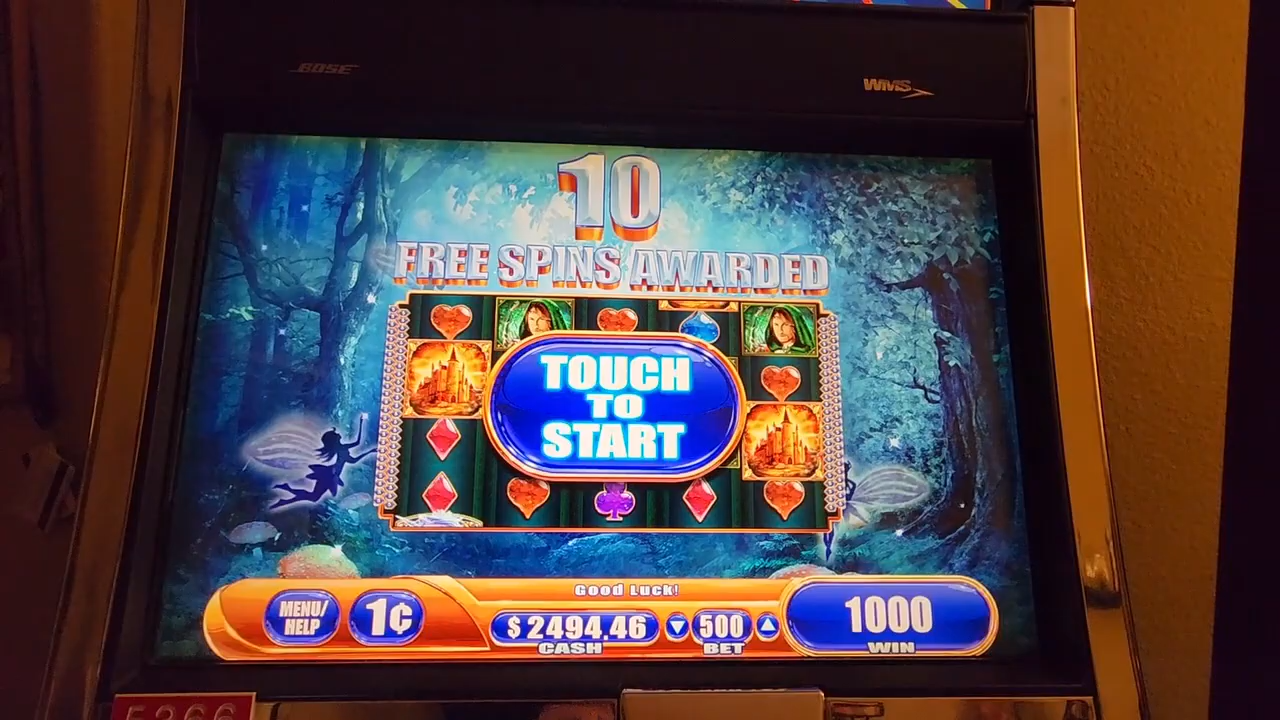 BOSE
WMS
10
FREE SPINS AWARDED
TOUCH
TO
START
Good Luck!
MENU/
HELP
1¢
$2494.46
CASH
500
BET
1000
WIN
5366